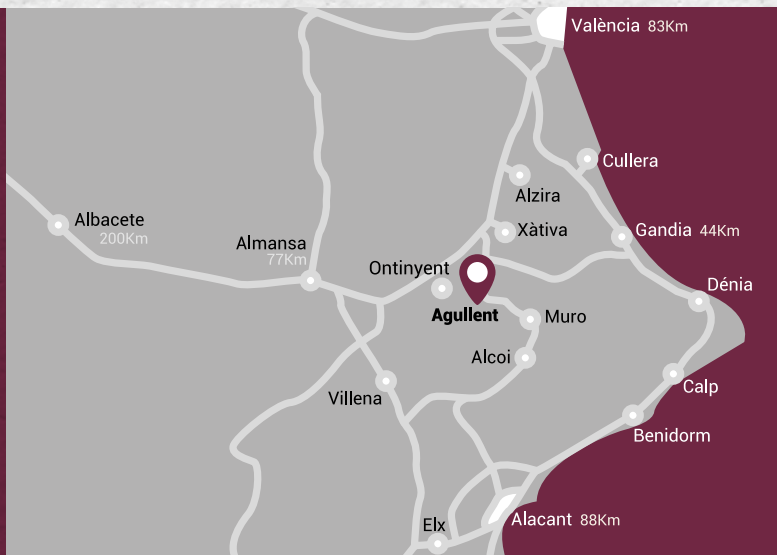 València 83Km
Cullera
Alzira
Albacete
200Km
Xàtiva
Gandia 44Km
Almansa
77Km
Ontinyent
Dénia
Agullent
Muro
Alcoi
Calp
Villena
Benidorm
Elx
Alacant 88Km